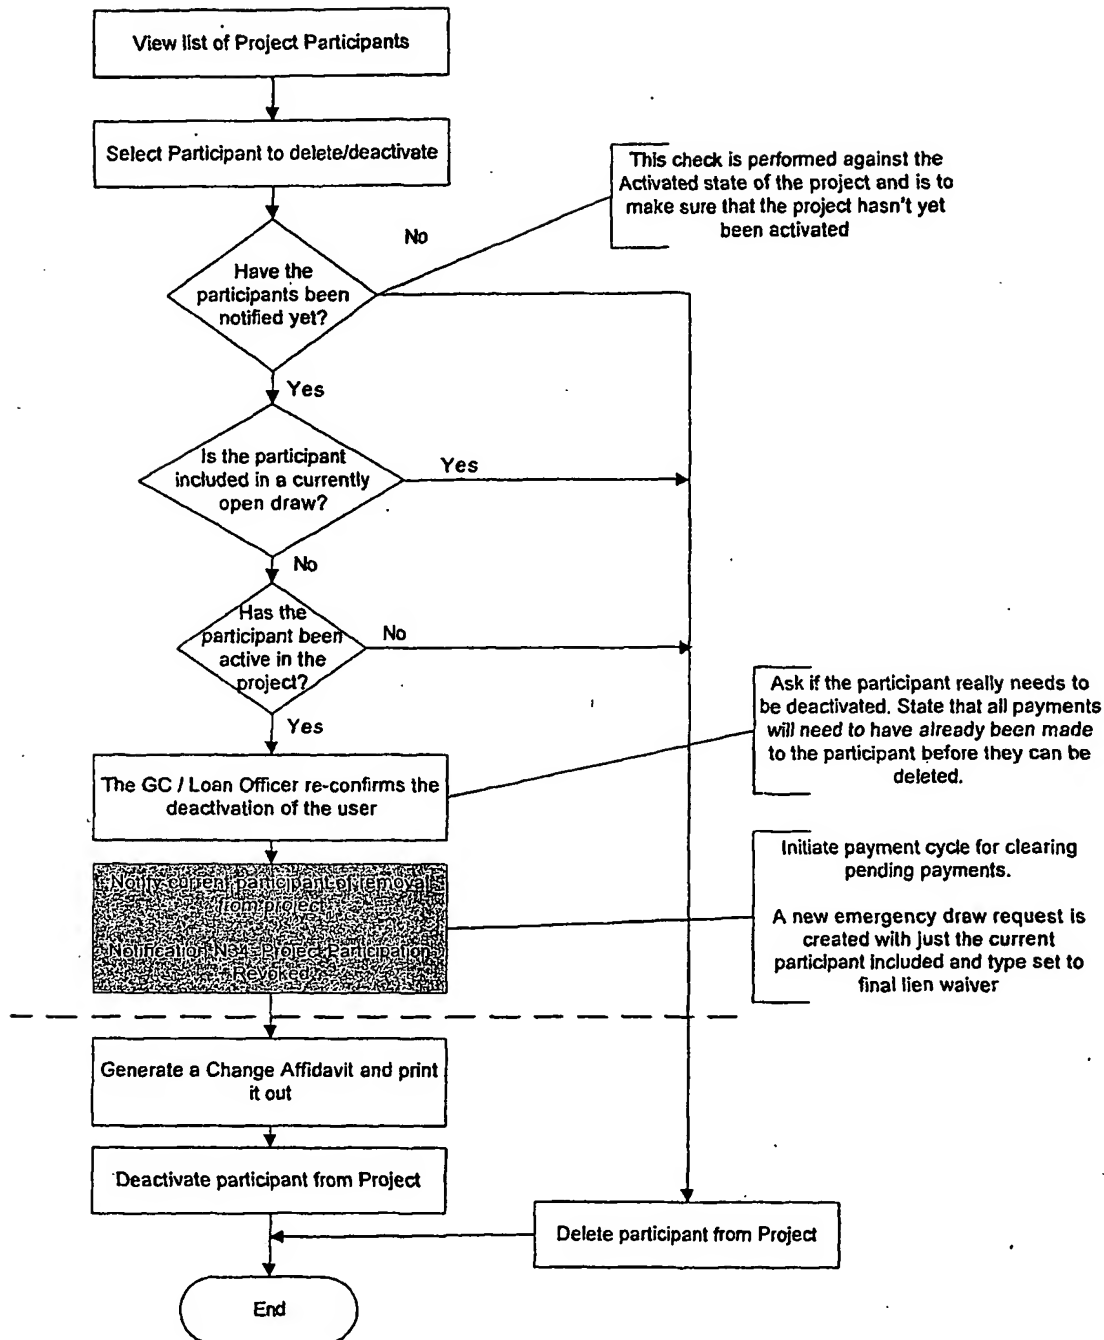 View list of Project Participants
Select Participant to delete/deactivate
This check is performed against the
Activated state of the project and is to
make sure that the project hasn't yet
been activated
No
Have the
participants been
notified yet?
Yes
Is the participant
included in a currently
open draw?
Yes
No
Has the
participant been
active in the
project?
No
Yes
Ask if the participant really needs to
be deactivated. State that all payments
will need to have already been made
to the participant before they can be
deleted.
The GC / Loan Officer re-confirms the
deactivation of the user
Notify current participant of removal
from project
Notification N34 Project Participation
Revoked
Initiate payment cycle for clearing
pending payments.
A new emergency draw request is
created with just the current
participant included and type set to
final lien waiver
Generate a Change Affidavit and print
it out
Deactivate participant from Project
Delete participant from Project
End